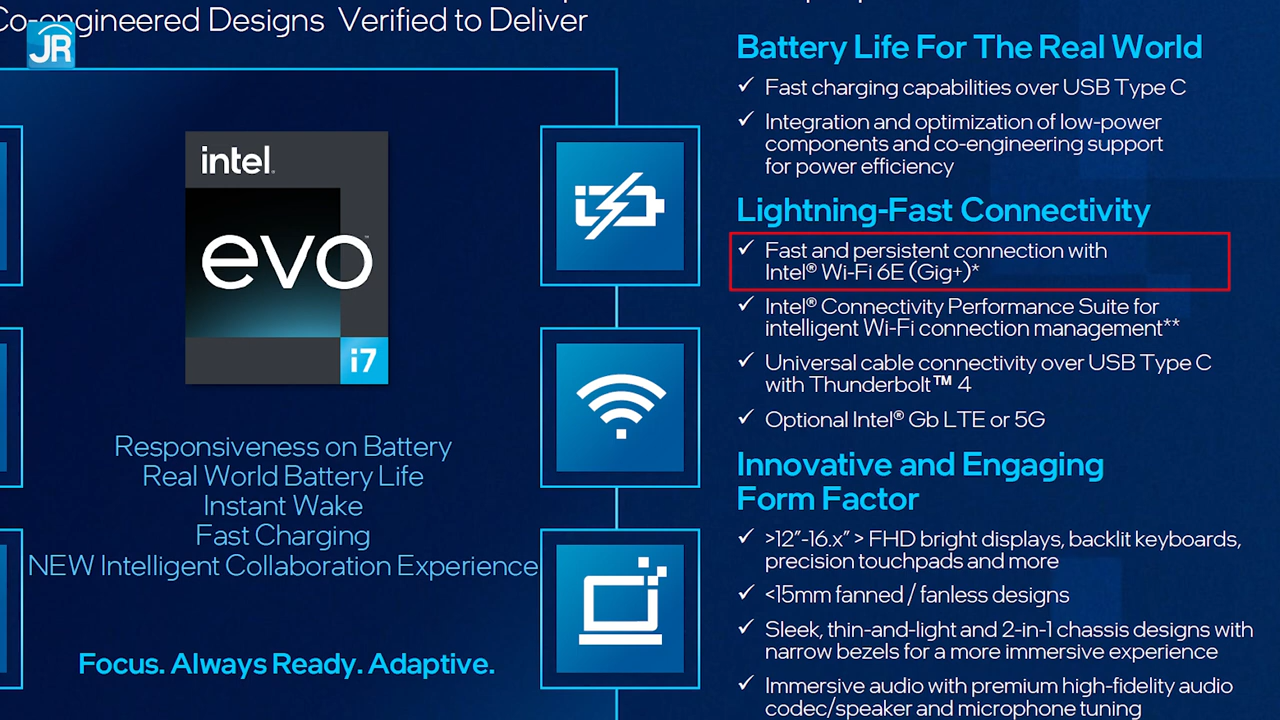 Co-engineered Designs Verified to Deliver
JR
intel.
evo™
i7
Responsiveness on Battery
Real World Battery Life
Instant Wake
Fast Charging
NEW Intelligent Collaboration Experience
Focus. Always Ready. Adaptive.
Battery Life For The Real World
✓ Fast charging capabilities over USB Type C
✓ Integration and optimization of low-power
components and co-engineering support
for power efficiency
Lightning-Fast Connectivity
✓ Fast and persistent connection with
Intel® Wi-Fi 6E (Gig+)*
✓ Intel® Connectivity Performance Suite for
intelligent Wi-Fi connection management**
✓ Universal cable connectivity over USB Type C
with Thunderbolt™ 4
✓ Optional Intel® Gb LTE or 5G
Innovative and Engaging
Form Factor
✓ >12”-16.x” > FHD bright displays, backlit keyboards,
precision touchpads and more
✓ <15mm fanned / fanless designs
✓ Sleek, thin-and-light and 2-in-1 chassis designs with
narrow bezels for a more immersive experience
✓ Immersive audio with premium high-fidelity audio
codec/speaker and microphone tuning